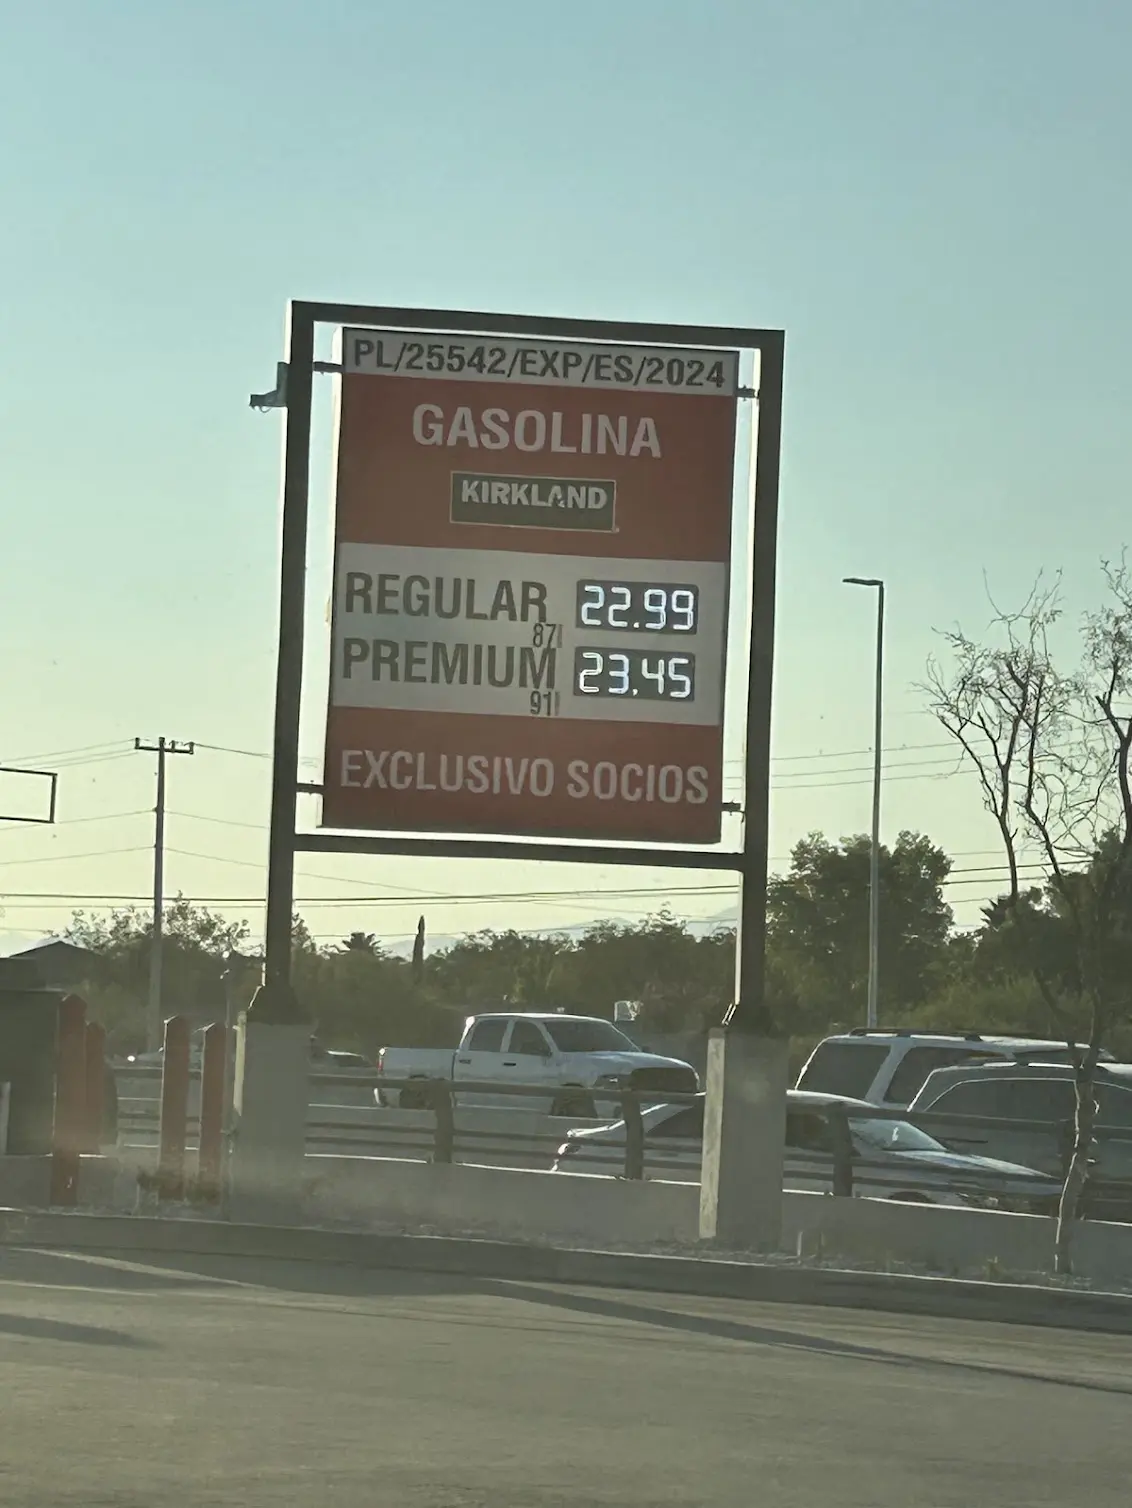 PL/25542/EXP/ES/2024
GASOLINA
KIRKLAND
REGULAR 22.99
87
PREMIUM 23.45
91
EXCLUSIVO SOCIOS